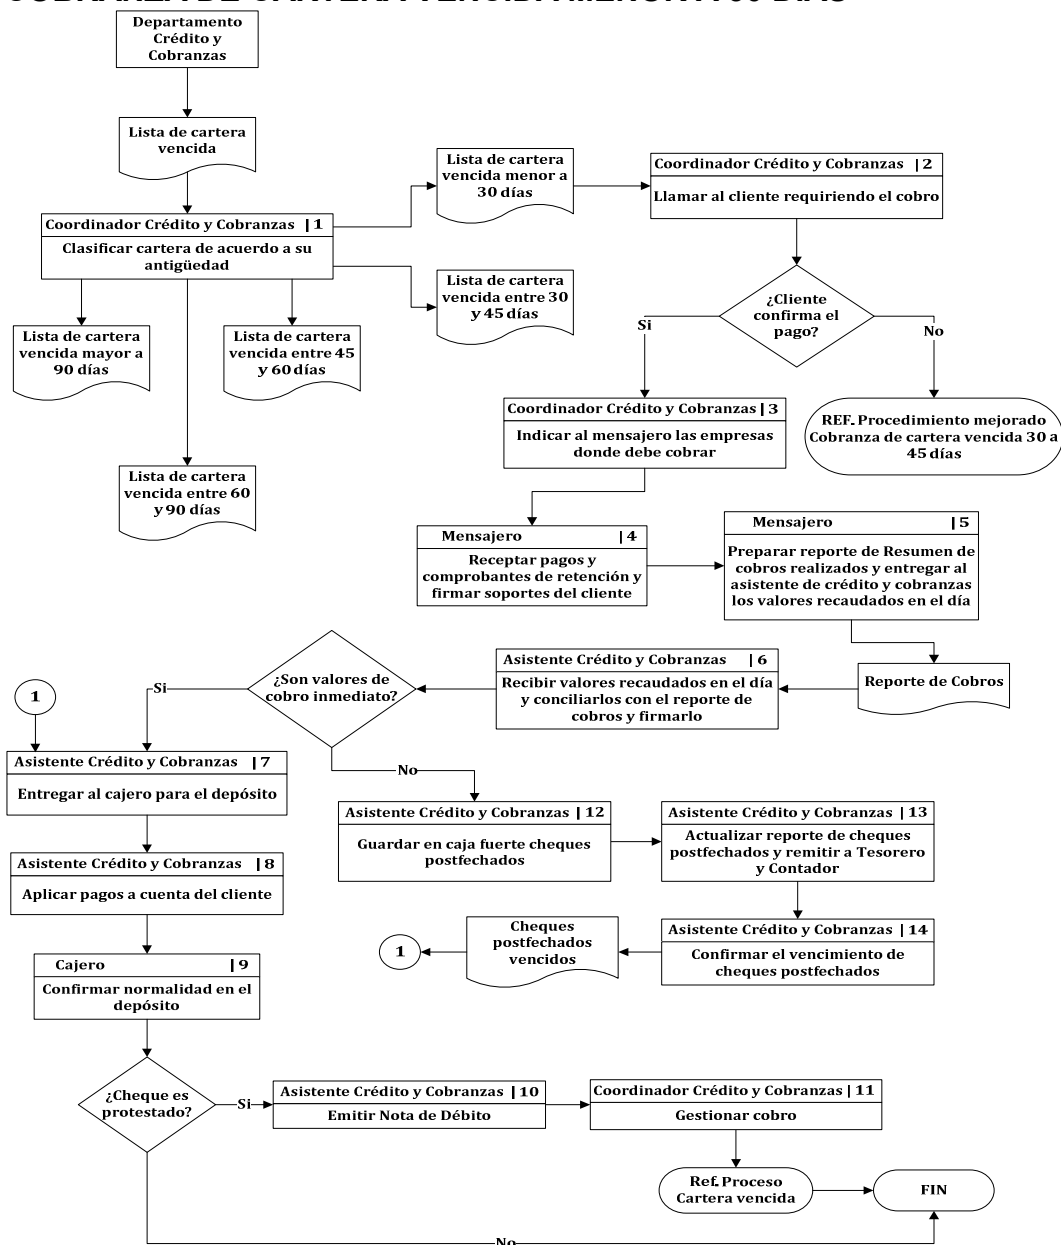 Departamento
Crédito y
Cobranzas
Lista de cartera
vencida
Lista de cartera
vencida menor a
30 días
Coordinador Crédito y Cobranzas |2
Llamar al cliente requiriendo el cobro
Coordinador Crédito y Cobranzas |1
Clasificar cartera de acuerdo a su
antigüedad
Lista de cartera
vencida entre 30
y 45 días
¿Cliente
confirma el
pago?
Si
No
Lista de cartera
vencida mayor a
90 días
Lista de cartera
vencida entre 45
y 60 días
Coordinador Crédito y Cobranzas |3
Indicar al mensajero las empresas
donde debe cobrar
REF. Procedimiento mejorado
Cobranza de cartera vencida 30 a
45 días
Lista de cartera
vencida entre 60
y 90 días
Mensajero |4
Receptar pagos y
comprobantes de retención y
firmar soportes del cliente
Mensajero |5
Preparar reporte de Resumen de
cobros realizados y entregar al
asistente de crédito y cobranzas
los valores recaudados en el día
Reporte de Cobros
Asistente Crédito y Cobranzas |6
Recibir valores recaudados en el día
y conciliarlos con el reporte de
cobros y firmarlo
¿Son valores de
cobro inmediato?
Si
No
1
Asistente Crédito y Cobranzas |7
Entregar al cajero para el depósito
Asistente Crédito y Cobranzas |12
Guardar en caja fuerte cheques
postfechados
Asistente Crédito y Cobranzas |13
Actualizar reporte de cheques
postfechados y remitir a Tesorero
y Contador
Asistente Crédito y Cobranzas |8
Aplicar pagos a cuenta del cliente
Asistente Crédito y Cobranzas |14
Confirmar el vencimiento de
cheques postfechados
Cheques
postfechados
vencidos
1
Cajero |9
Confirmar normalidad en el
depósito
¿Cheque es
protestado?
Si
Asistente Crédito y Cobranzas |10
Emitir Nota de Débito
Coordinador Crédito y Cobranzas |11
Gestionar cobro
Ref. Proceso
Cartera vencida
FIN
No